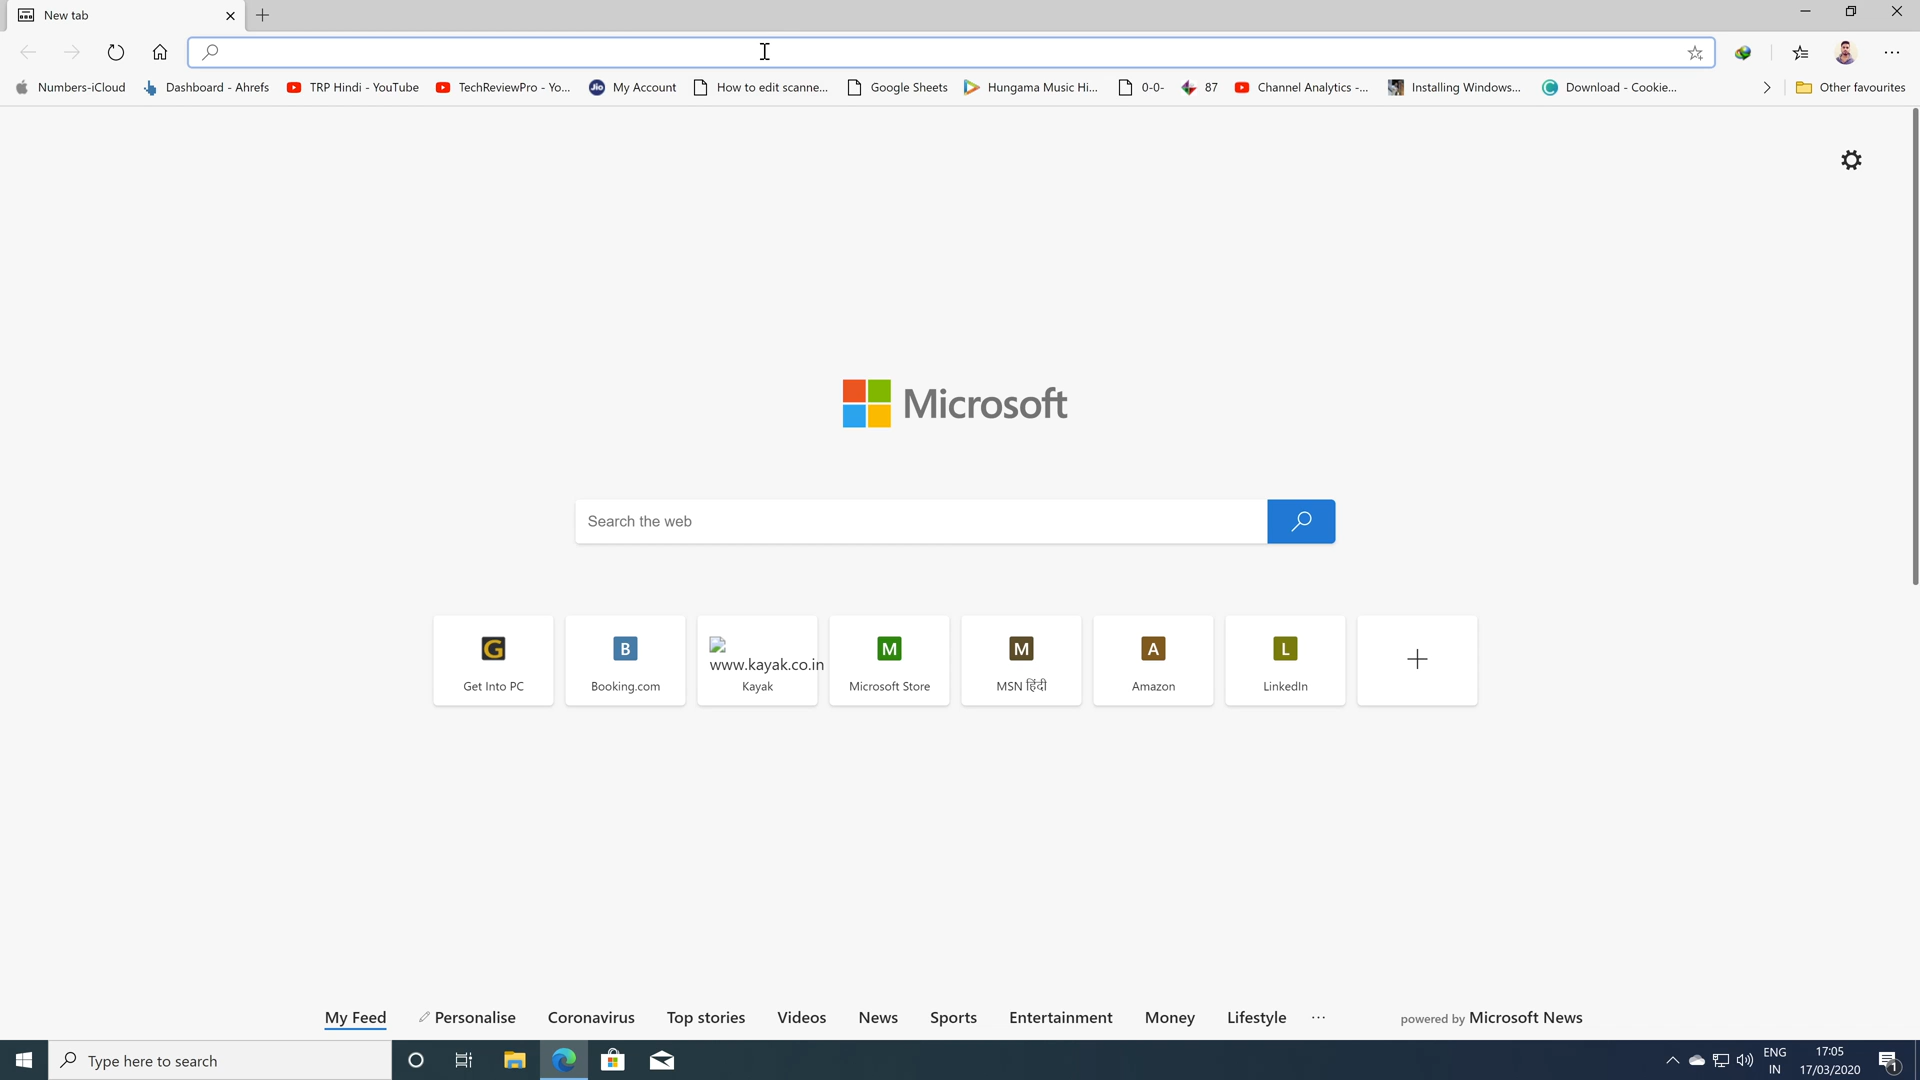 New tab
Numbers-iCloud Dashboard - Ahrefs TRP Hindi - YouTube TechReviewPro - Yo... Jio My Account How to edit scanne... Google Sheets Hungama Music Hi... 0-0- 87 Channel Analytics -... Installing Windows... Download - Cookie... Other favourites
Microsoft
Search the web
G B www.kayak.co.in M M A L
Get Into PC Booking.com Kayak Microsoft Store MSN हिंदी Amazon LinkedIn
My Feed Personalise Coronavirus Top stories Videos News Sports Entertainment Money Lifestyle ... powered by Microsoft News
Type here to search
ENG 17:05
IN 17/03/2020 1